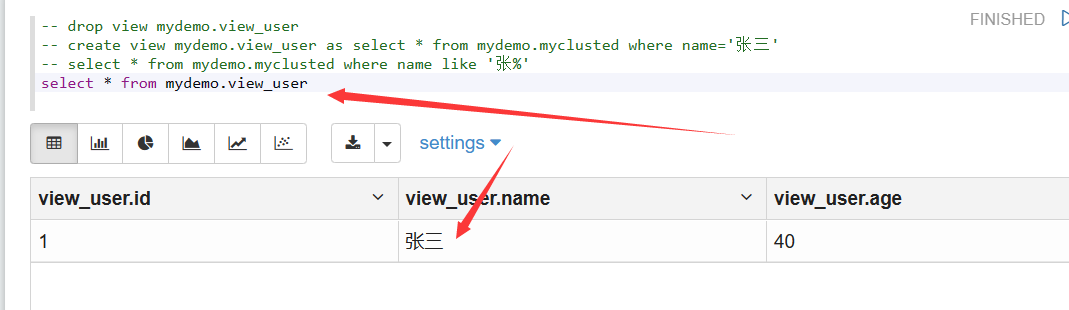 FINISHED
-- drop view mydemo.view_user
-- create view mydemo.view_user as select * from mydemo.myclusted where name='张三'
-- select * from mydemo.myclusted where name like '张%'
select * from mydemo.view_user
settings
view_user.id view_user.name view_user.age
1 张三 40